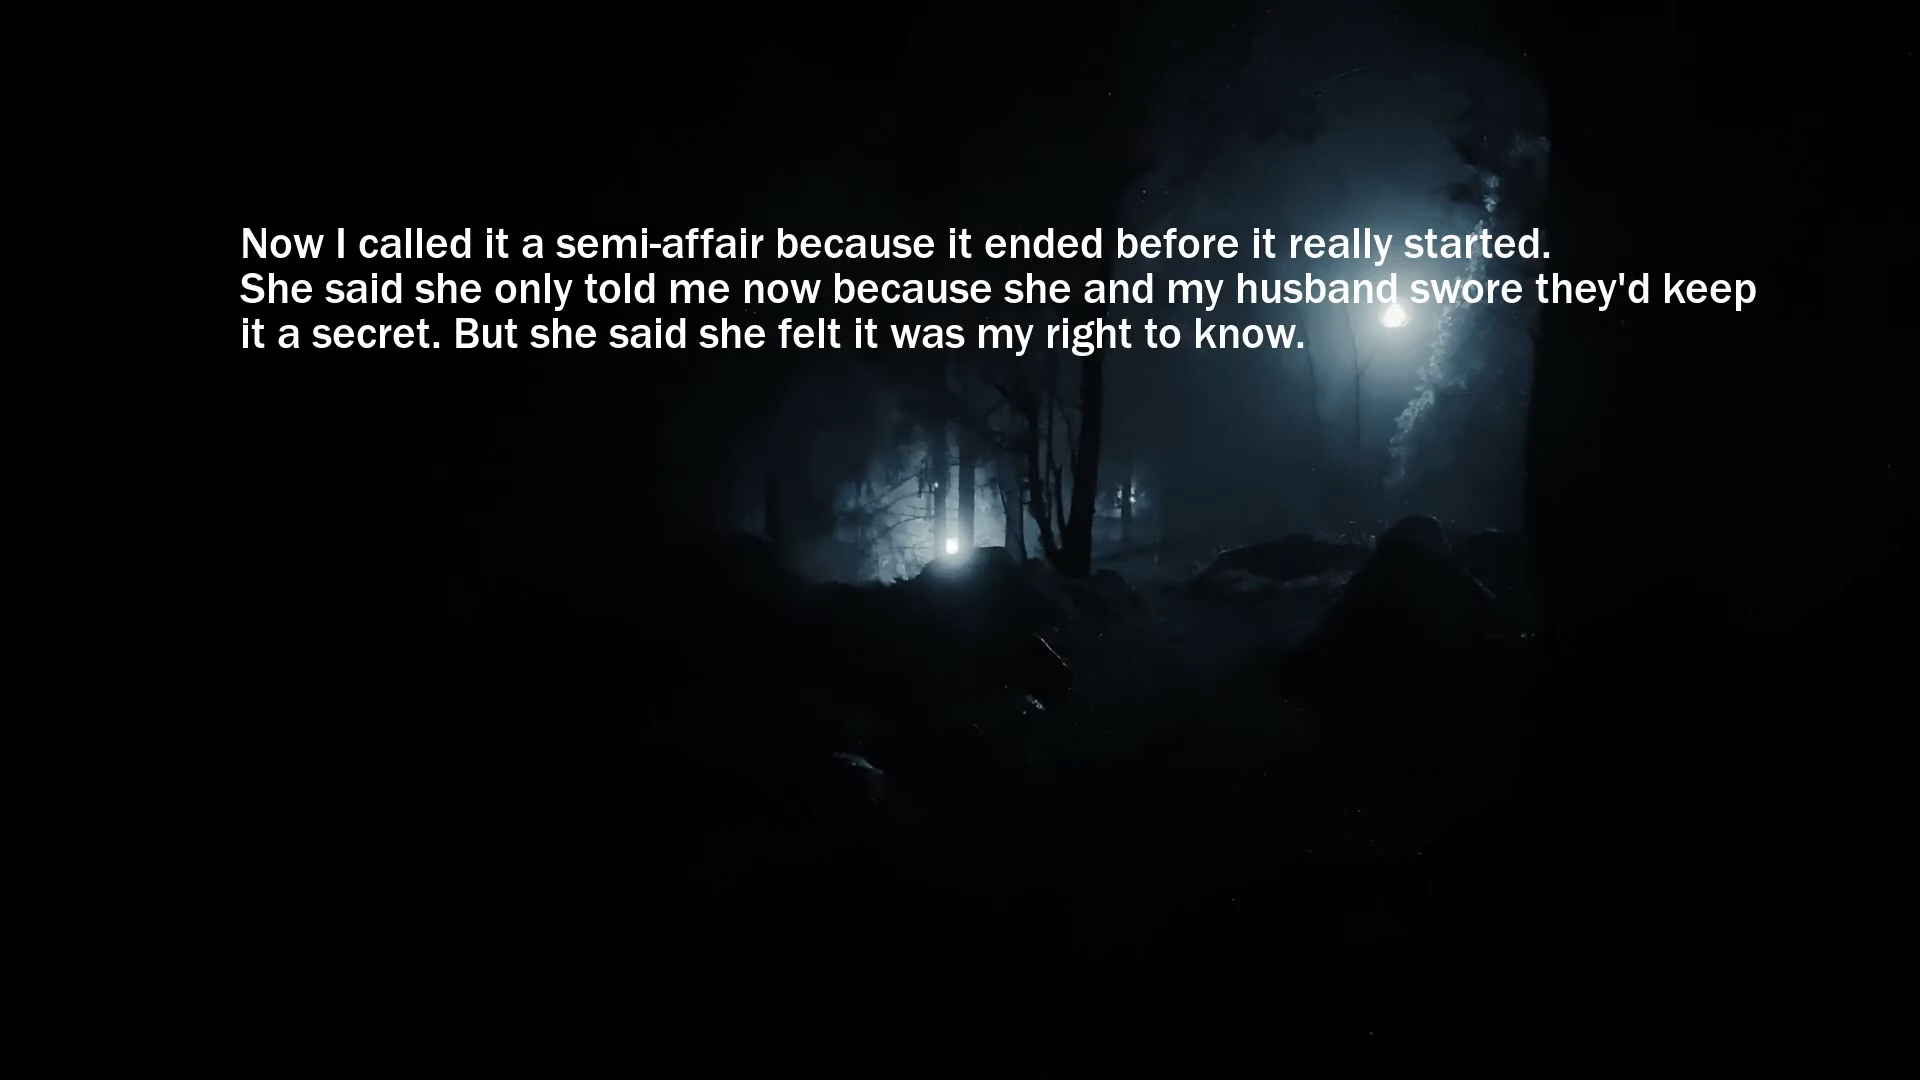 Now I called it a semi-affair because it ended before it really started.
She said she only told me now because she and my husband swore they'd keep
it a secret. But she said she felt it was my right to know.